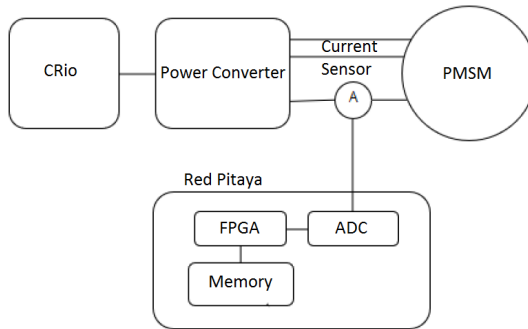 CRio
Power Converter
Current
Sensor
A
PMSM
Red Pitaya
FPGA
ADC
Memory